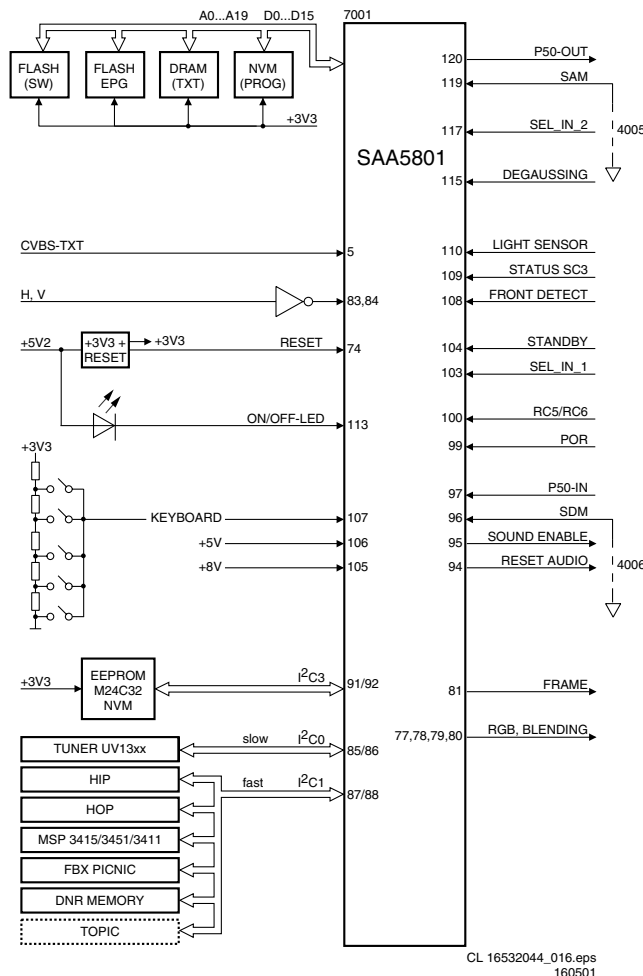 A0...A19 D0...D15
7001
FLASH
(SW)
FLASH
EPG
DRAM
(TXT)
NVM
(PROG)
+3V3
SAA5801
120 P50-OUT
119 SAM
4005
117 SEL_IN_2
115 DEGAUSSING
CVBS-TXT 5
110 LIGHT SENSOR
109 STATUS SC3
H, V 83,84
108 FRONT DETECT
+5V2
+3V3 +
RESET
+3V3
RESET 74
104 STANDBY
103 SEL_IN_1
ON/OFF-LED 113
100 RC5/RC6
99 POR
+3V3
97 P50-IN
KEYBOARD 107
96 SDM
+5V 106
95 SOUND ENABLE
+8V 105
94 RESET AUDIO
4006
+3V3
EEPROM
M24C32
NVM
I²C3
91/92
81 FRAME
TUNER UV13xx
slow I²C0
85/86
77,78,79,80 RGB, BLENDING
HIP
fast I²C1
87/88
HOP
MSP 3415/3451/3411
FBX PICNIC
DNR MEMORY
TOPIC
CL 16532044_016.eps
160501